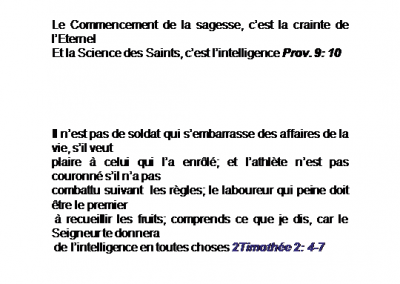 Le Commencement de la sagesse, c'est la crainte de
l'Eternel
Et la Science des Saints, c'est l'intelligence Prov. 9: 10
Il n'est pas de soldat qui s'embarrasse des affaires de la
vie, s'il veut
plaire à celui qui l'a enrôlé; et l'athlète n'est pas
couronné s'il n'a pas
combattu suivant les règles; le laboureur qui peine doit
être le premier
à recueillir les fruits; comprends ce que je dis, car le
Seigneur te donnera
de l'intelligence en toutes choses 2Timothée 2: 4-7